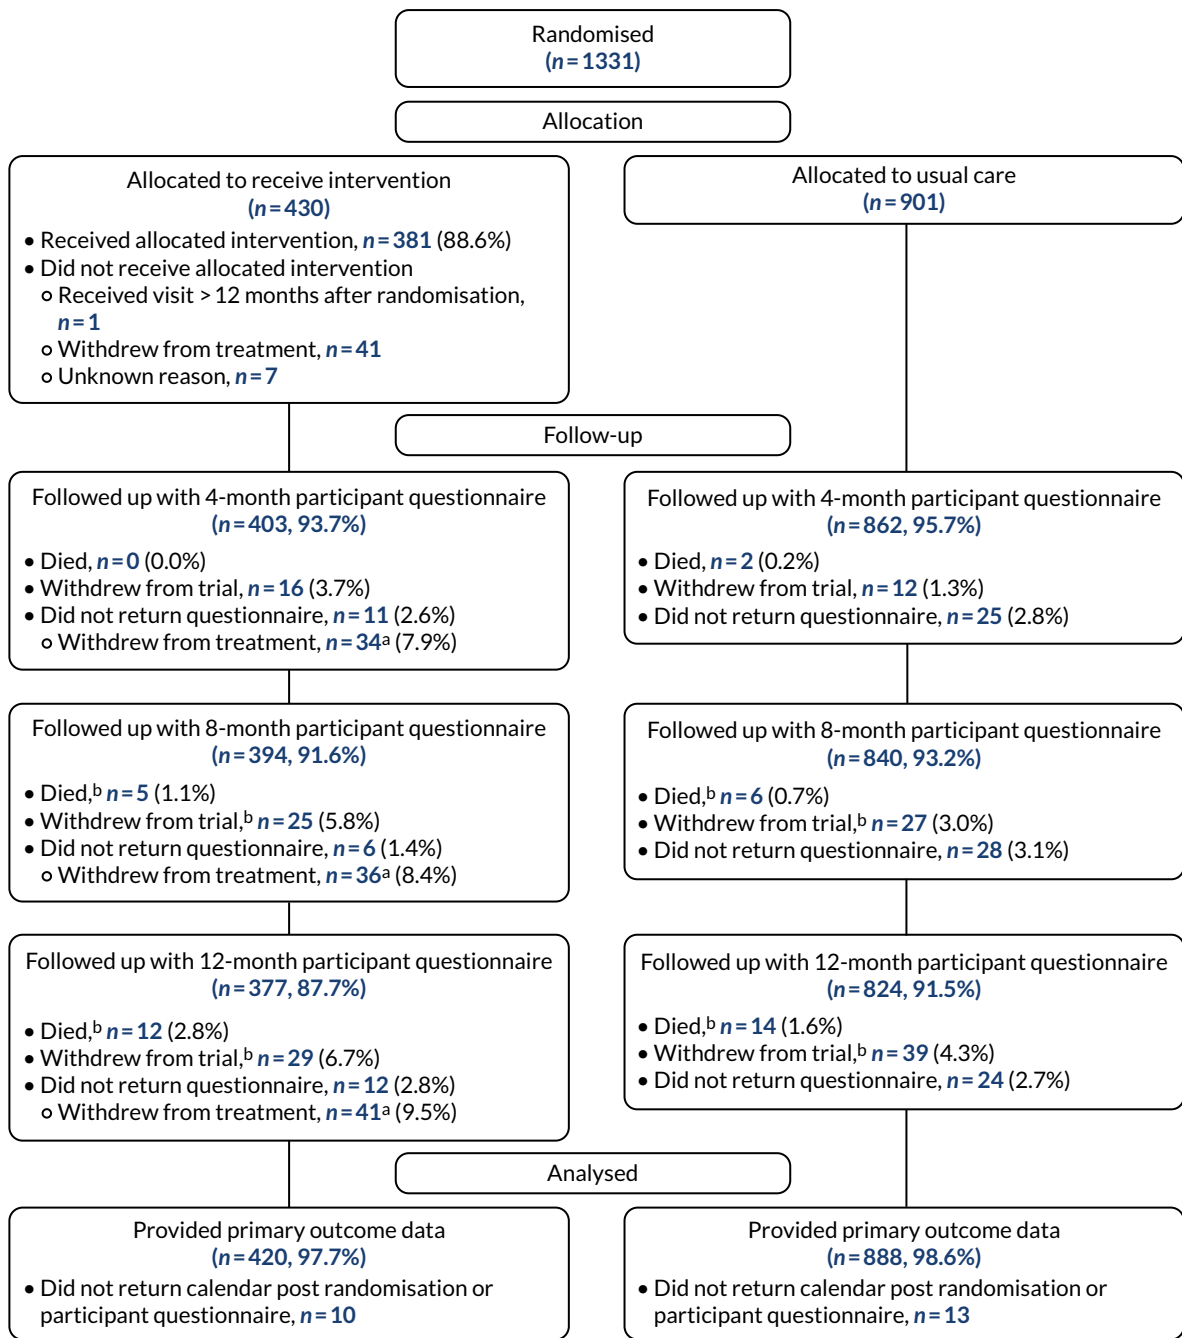 Randomised
(n=1331)
Allocation
Allocated to receive intervention
(n=430)
• Received allocated intervention, n=381 (88.6%)
• Did not receive allocated intervention
Received visit >12 months after randomisation,
n=1
Withdrew from treatment, n=41
Unknown reason, n=7
Allocated to usual care
(n=901)
Follow-up
Followed up with 4-month participant questionnaire
(n=403, 93.7%)
• Died, n=0 (0.0%)
• Withdrew from trial, n=16 (3.7%)
• Did not return questionnaire, n=11 (2.6%)
Withdrew from treatment, n=34ᵃ (7.9%)
Followed up with 4-month participant questionnaire
(n=862, 95.7%)
• Died, n=2 (0.2%)
• Withdrew from trial, n=12 (1.3%)
• Did not return questionnaire, n=25 (2.8%)
Followed up with 8-month participant questionnaire
(n=394, 91.6%)
• Died,ᵇ n=5 (1.1%)
• Withdrew from trial,ᵇ n=25 (5.8%)
• Did not return questionnaire, n=6 (1.4%)
Withdrew from treatment, n=36ᵃ (8.4%)
Followed up with 8-month participant questionnaire
(n=840, 93.2%)
• Died,ᵇ n=6 (0.7%)
• Withdrew from trial,ᵇ n=27 (3.0%)
• Did not return questionnaire, n=28 (3.1%)
Followed up with 12-month participant questionnaire
(n=377, 87.7%)
• Died,ᵇ n=12 (2.8%)
• Withdrew from trial,ᵇ n=29 (6.7%)
• Did not return questionnaire, n=12 (2.8%)
Withdrew from treatment, n=41ᵃ (9.5%)
Followed up with 12-month participant questionnaire
(n=824, 91.5%)
• Died,ᵇ n=14 (1.6%)
• Withdrew from trial,ᵇ n=39 (4.3%)
• Did not return questionnaire, n=24 (2.7%)
Analysed
Provided primary outcome data
(n=420, 97.7%)
• Did not return calendar post randomisation or
participant questionnaire, n=10
Provided primary outcome data
(n=888, 98.6%)
• Did not return calendar post randomisation or
participant questionnaire, n=13